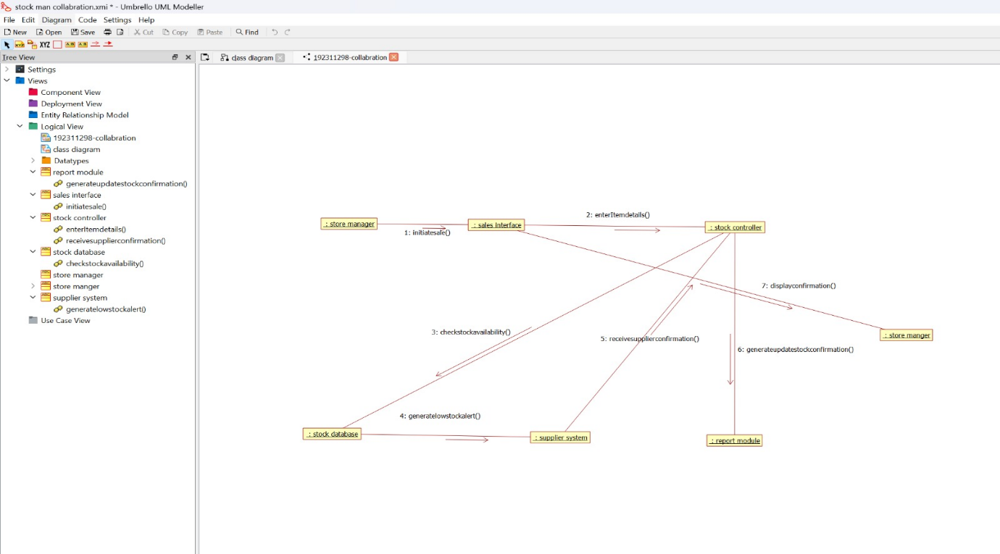 stock man collabration.xmi * - Umbrello UML Modeller
File Edit Diagram Code Settings Help
New Open Save Cut Copy Paste Find
XYZ
Tree View
class diagram 192311298-collabration
Settings
Views
Component View
Deployment View
Entity Relationship Model
Logical View
192311298-collabration
class diagram
Datatypes
report module
generateupdatestockconfirmation()
sales interface
initiatesale()
stock controller
enterItemdetails()
receivesupplierconfirmation()
stock database
checkstockavailability()
store manager
store manger
supplier system
generatelowstockalert()
Use Case View
: store manager
1: initiatesale()
: sales interface
2: enterItemdetails()
: stock controller
7: displayconfirmation()
3: checkstockavailability()
5: receivesupplierconfirmation()
: store manger
6: generateupdatestockconfirmation()
4: generatelowstockalert()
: stock database
: supplier system
: report module